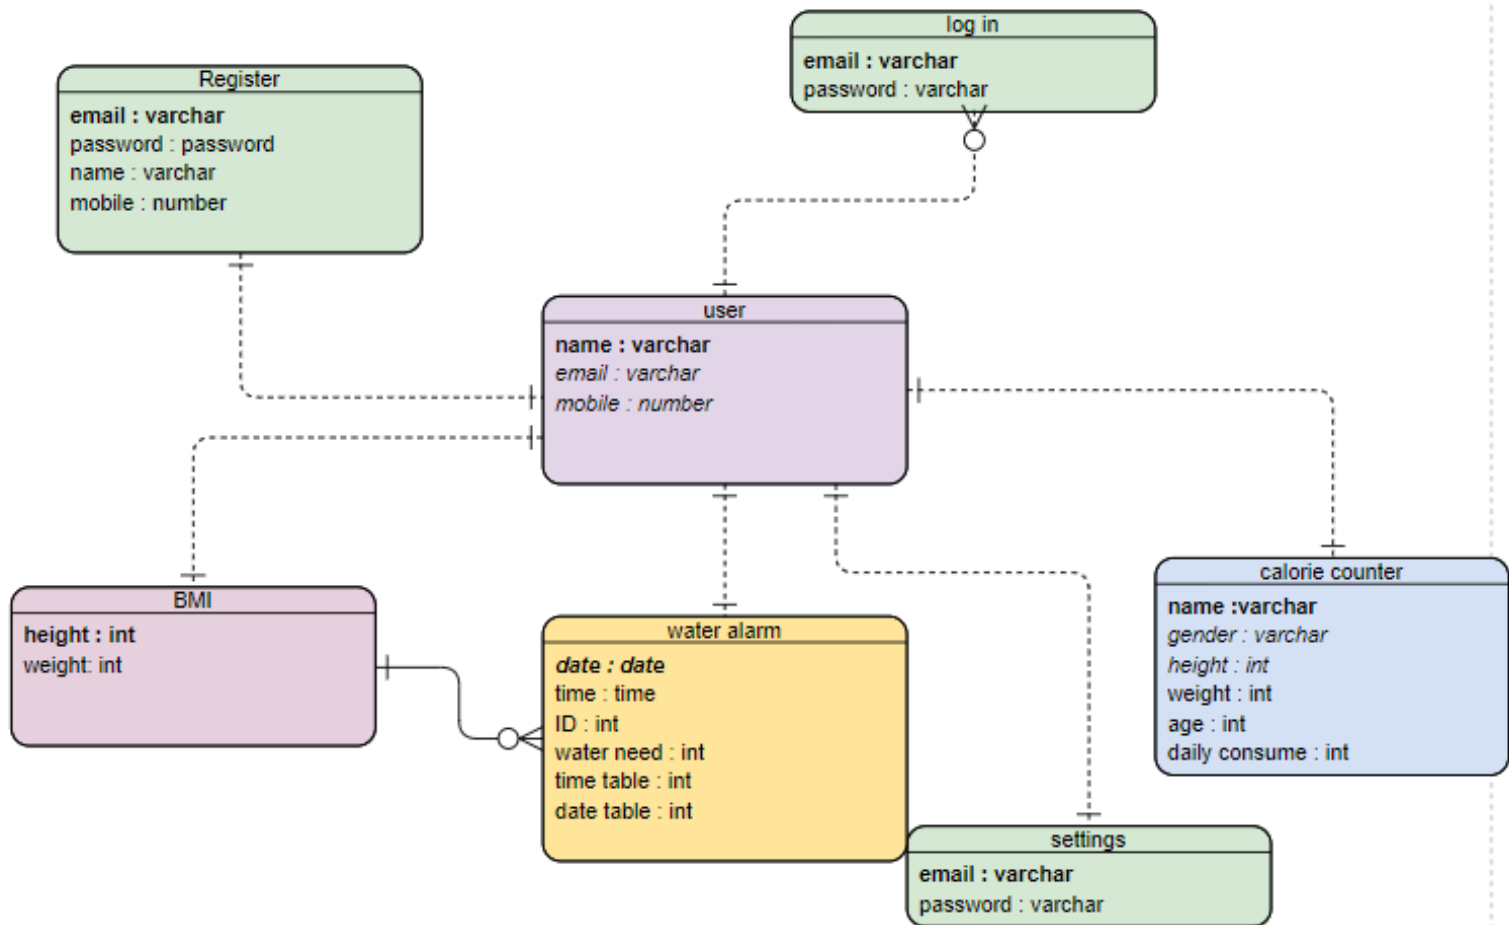 log in
email : varchar
password : varchar
Register
email : varchar
password : password
name : varchar
mobile : number
user
name : varchar
email : varchar
mobile : number
BMI
height : int
weight: int
water alarm
date : date
time : time
ID : int
water need : int
time table : int
date table : int
calorie counter
name :varchar
gender : varchar
height : int
weight : int
age : int
daily consume : int
settings
email : varchar
password : varchar